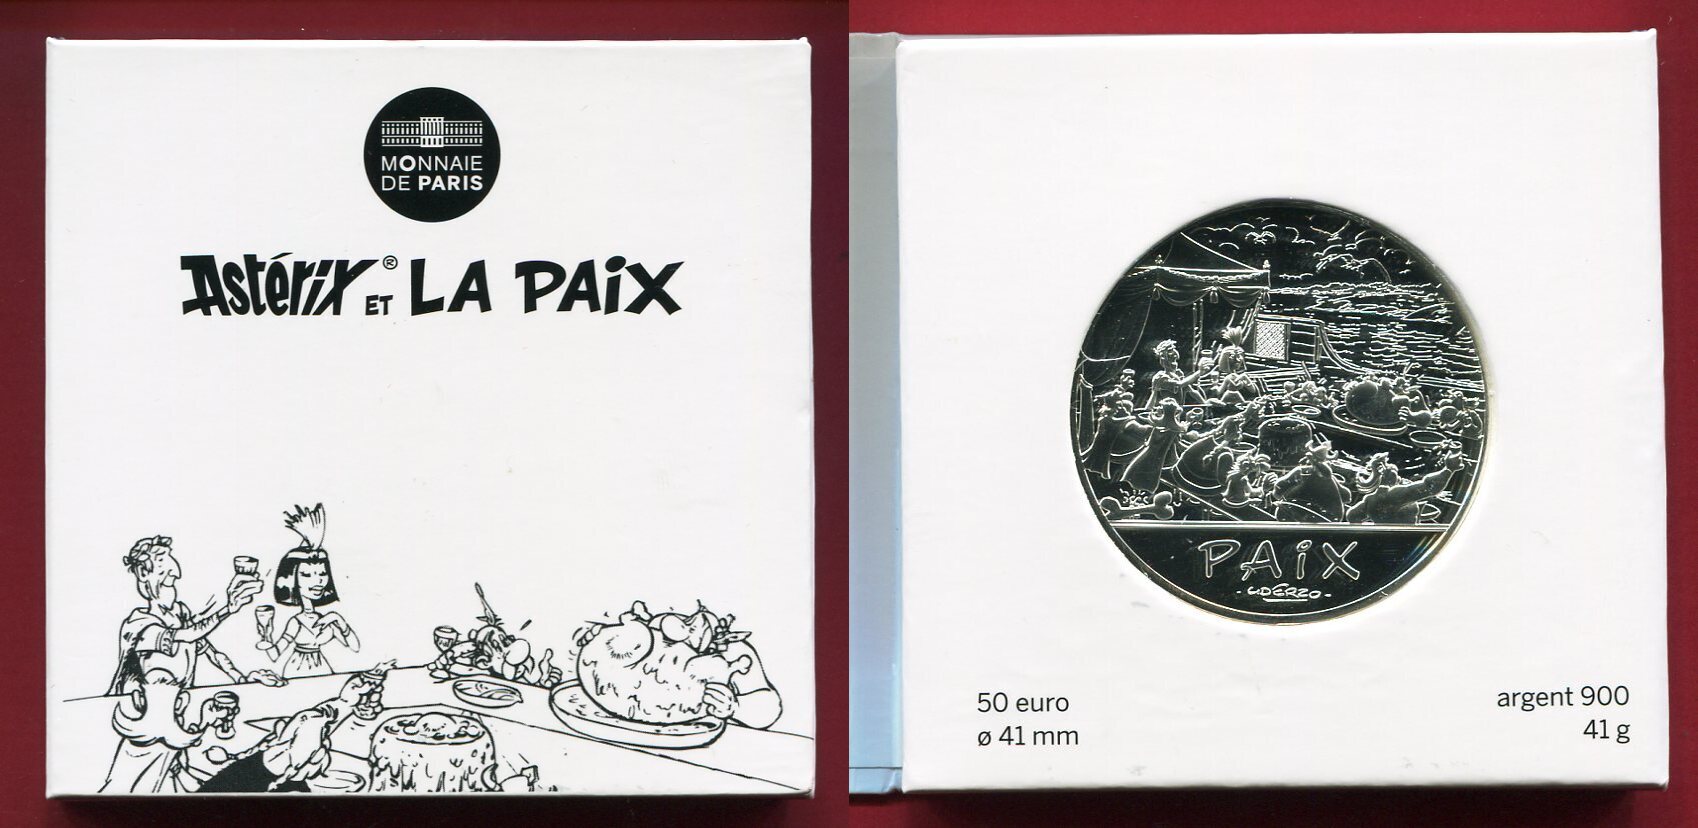 MONNAIE
DE PARIS
Astérix® ET LA PAiX
PAiX
- UDERZO -
50 euro
ø 41 mm
argent 900
41 g